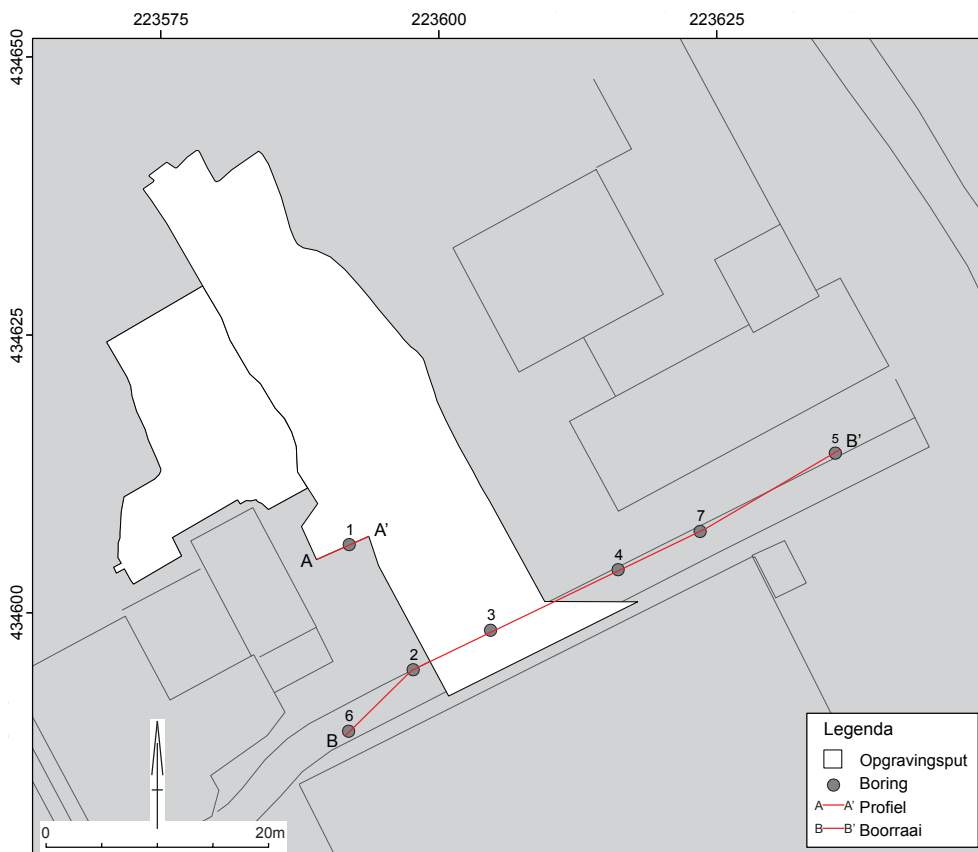 223575 223600 223625
434650
434625
434600
5 B'
7
1 A'
A
4
3
2
6
B
Legenda
Opgravingsput
Boring
A A' Profiel
B B' Boorraai
0 20m